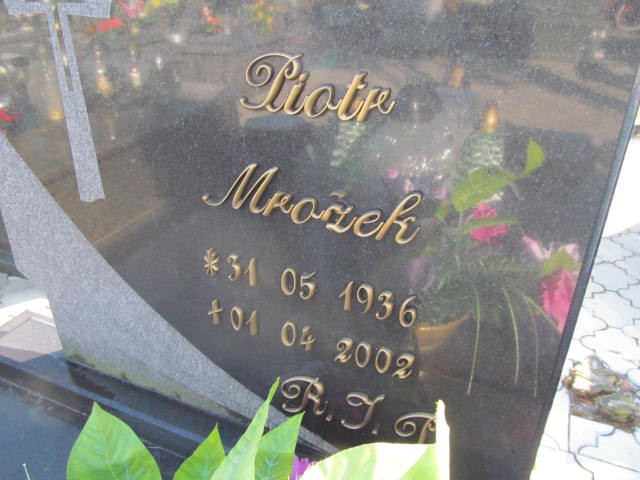 Piotr
Mrożek
*31 05 1936
†01 04 2002
R.I.P